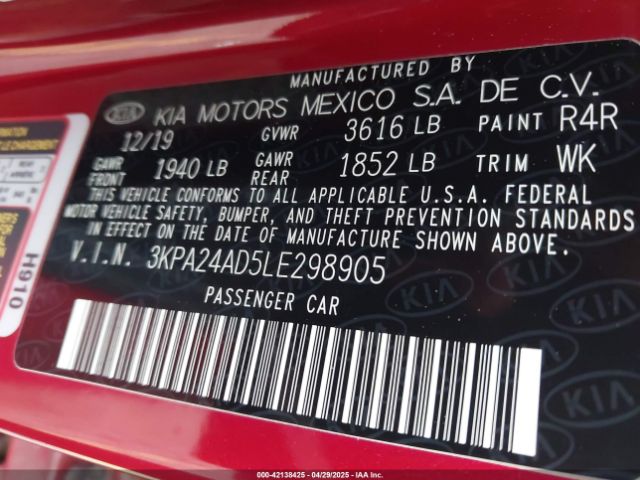 MANUFACTURED BY
KIA KIA MOTORS MEXICO S.A. DE C.V.
12/19 GVWR 3616 LB PAINT R4R
GAWR FRONT 1940 LB GAWR REAR 1852 LB TRIM WK
THIS VEHICLE CONFORMS TO ALL APPLICABLE U.S.A. FEDERAL
MOTOR VEHICLE SAFETY, BUMPER, AND THEFT PREVENTION STANDARDS
IN EFFECT ON THE DATE OF MANUFACTURE SHOWN ABOVE.
V.I.N. 3KPA24AD5LE298905
PASSENGER CAR
H910
KIA
000-42138425 - 04/29/2025 - IAA Inc.